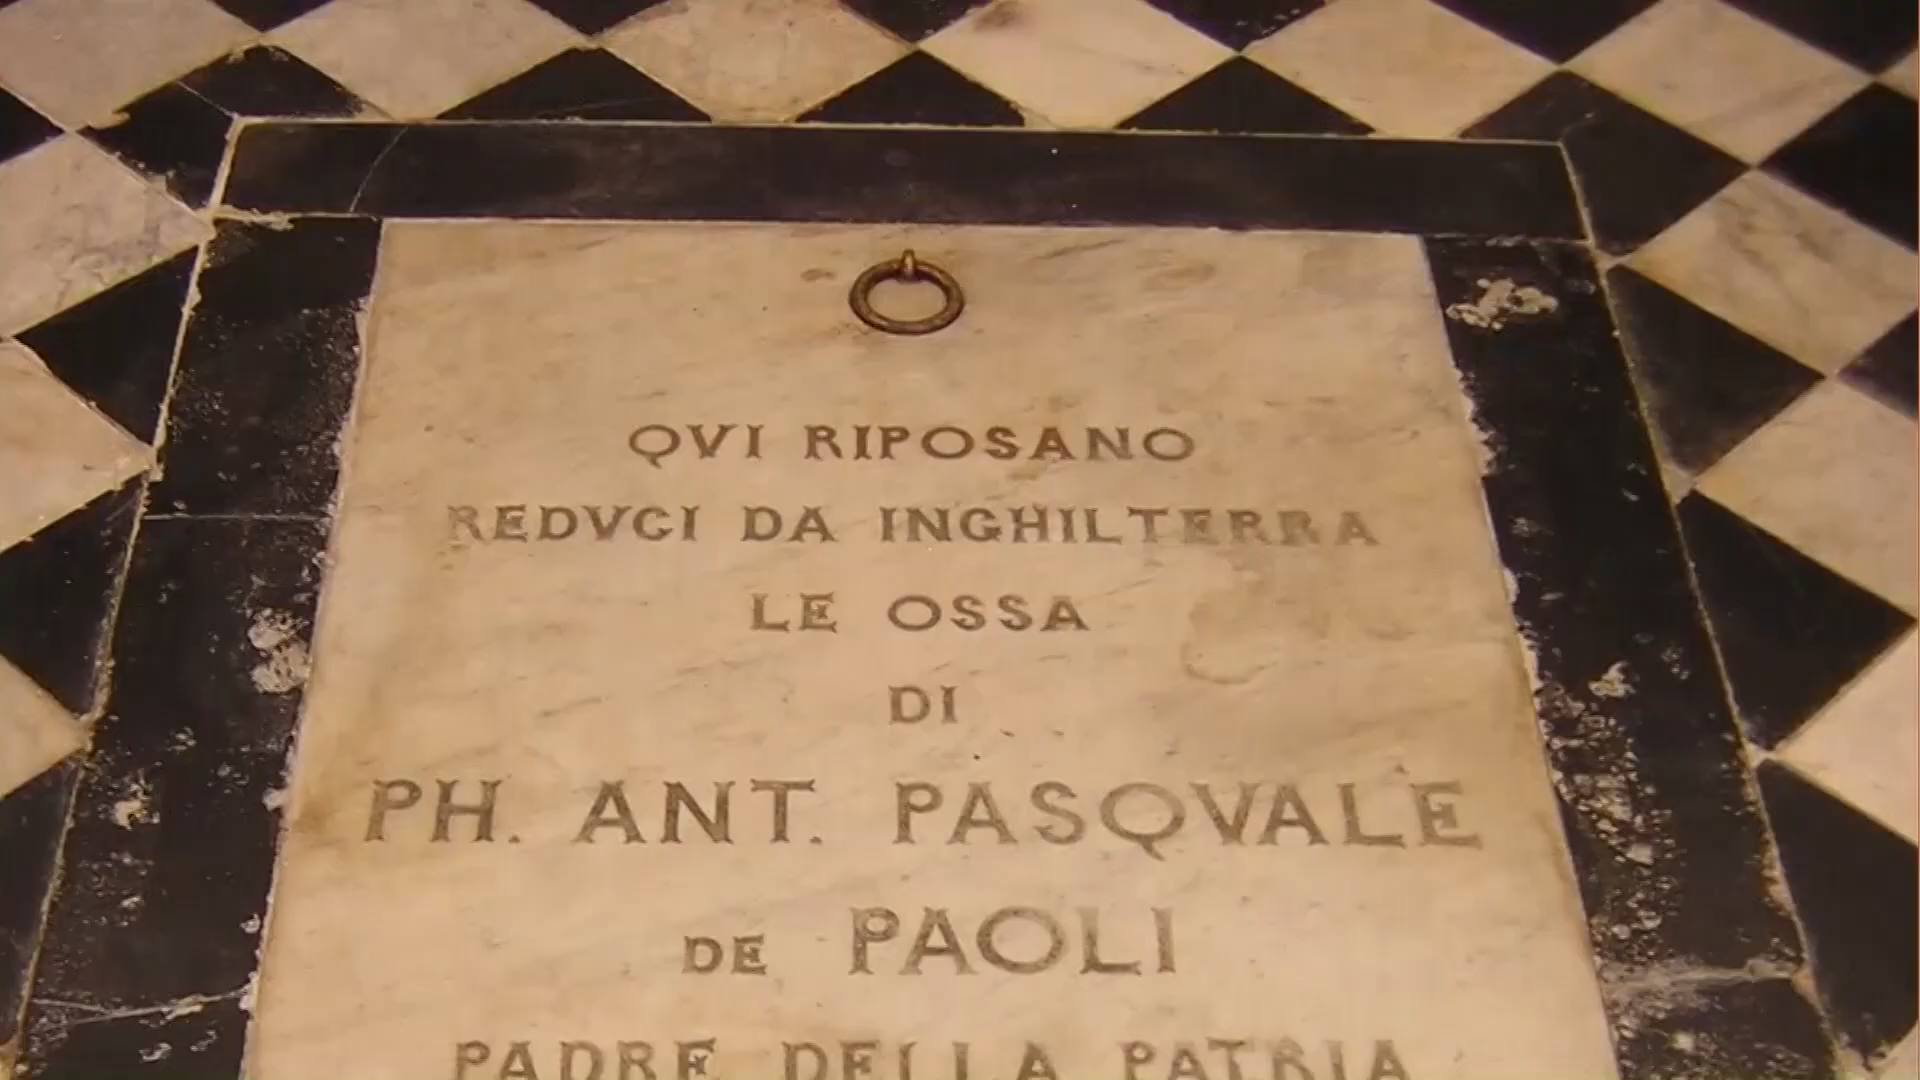 QVI RIPOSANO
REDVCI DA INGHILTERRA
LE OSSA
DI
PH. ANT. PASQVALE
DE PAOLI
PADRE DELLA PATRIA